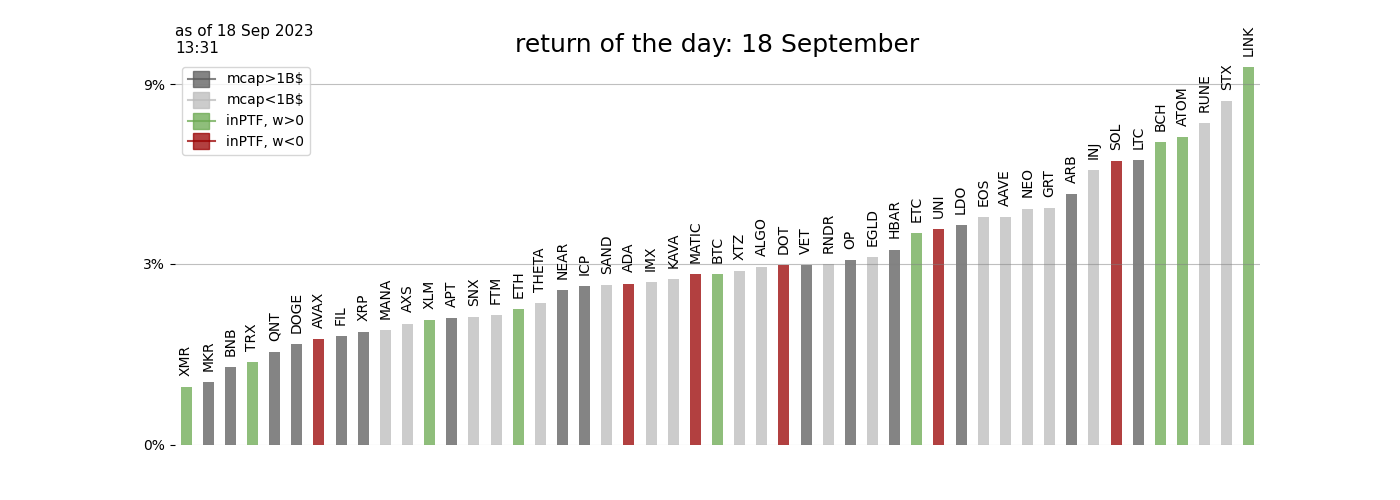 as of 18 Sep 2023
13:31
return of the day: 18 September
mcap>1B$
mcap<1B$
inPTF, w>0
inPTF, w<0
9%
3%
0%
XMR
MKR
BNB
TRX
QNT
DOGE
AVAX
FIL
XRP
MANA
AXS
XLM
APT
SNX
FTM
ETH
THETA
NEAR
ICP
SAND
ADA
IMX
KAVA
MATIC
BTC
XTZ
ALGO
DOT
VET
RNDR
OP
EGLD
HBAR
ETC
UNI
LDO
EOS
AAVE
NEO
GRT
ARB
INJ
SOL
LTC
BCH
ATOM
RUNE
STX
LINK